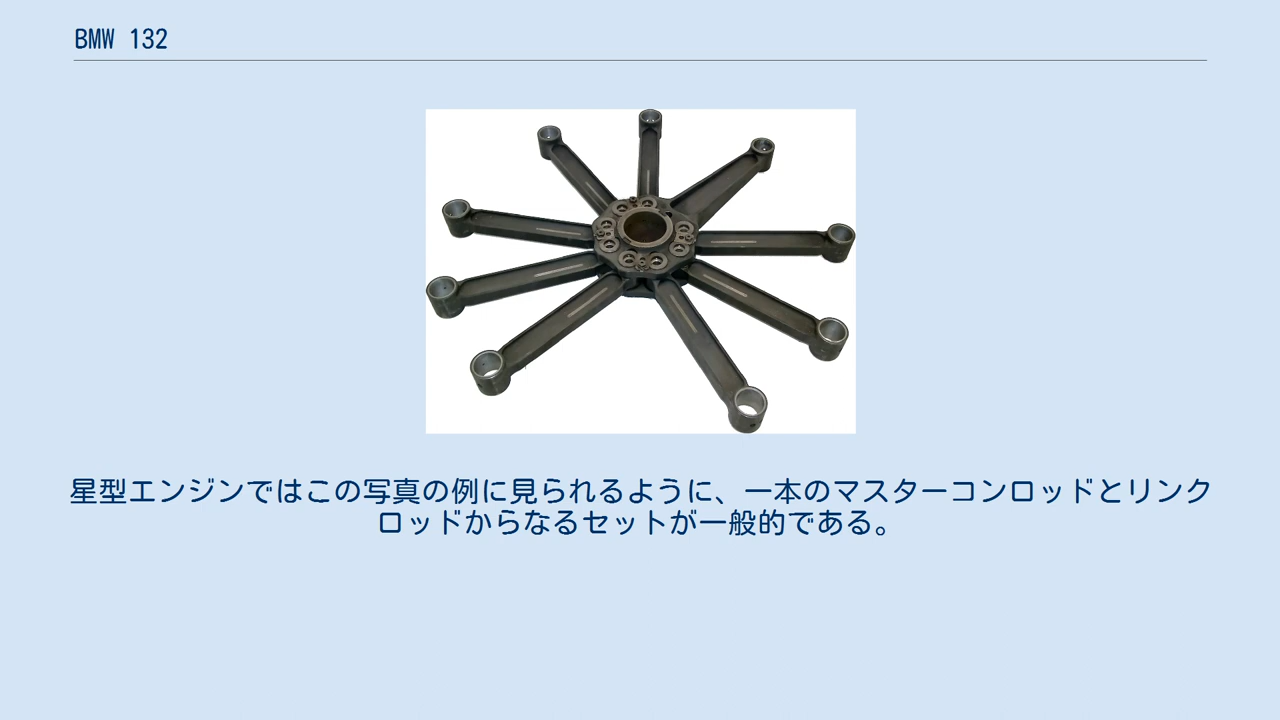 BMW 132
星型エンジンではこの写真の例に見られるように、一本のマスターコンロッドとリンク
ロッドからなるセットが一般的である。